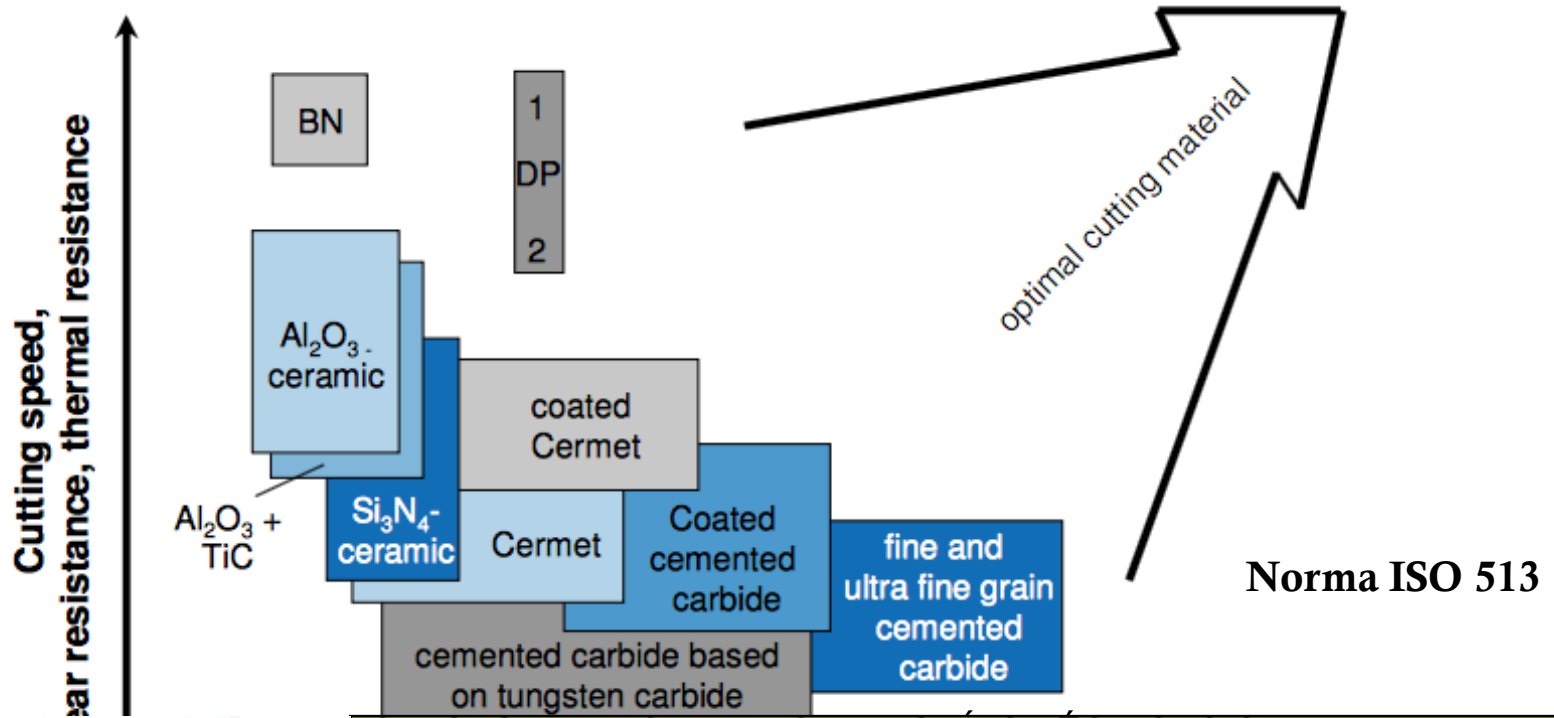 Cutting speed,
ear resistance, thermal resistance
BN
1
DP
2
optimal cutting material
Al₂O₃ -
ceramic
coated
Cermet
Al₂O₃ +
TiC
Si₃N₄-
ceramic
Cermet
Coated
cemented
carbide
fine and
ultra fine grain
cemented
carbide
Norma ISO 513
cemented carbide based
on tungsten carbide